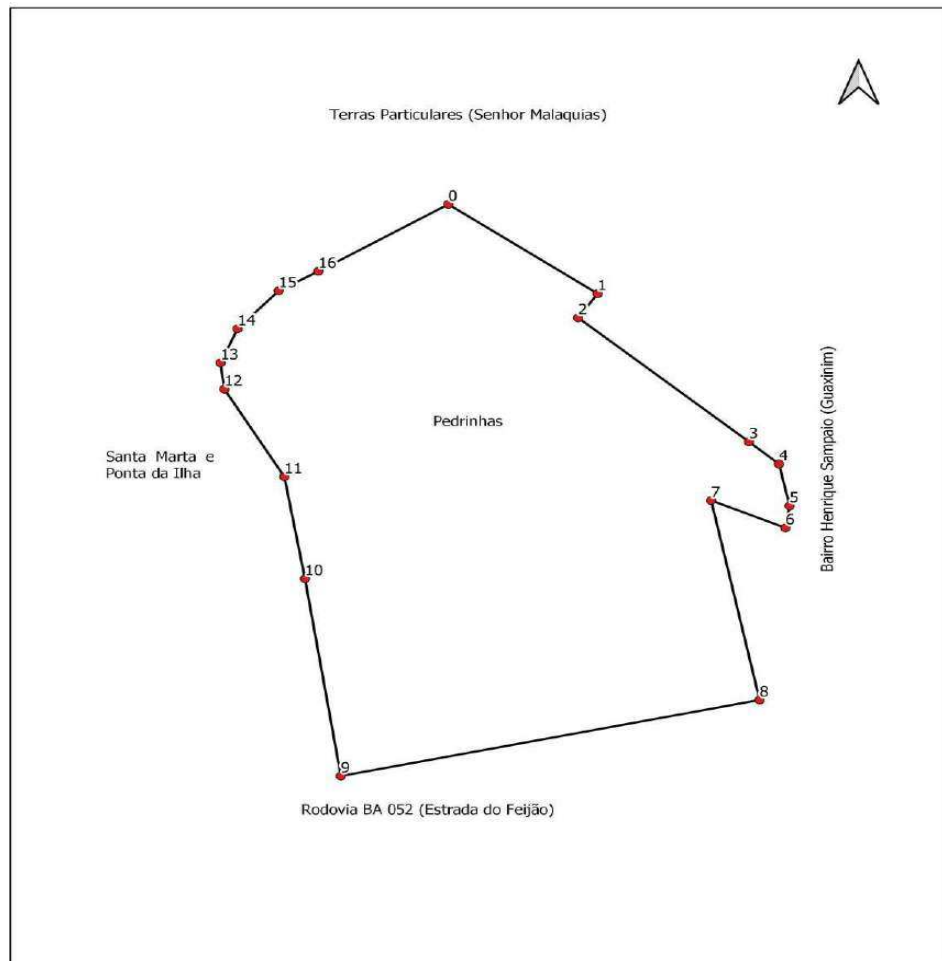 Terras Particulares (Senhor Malaquias)
0
16
1
15
2
14
13
12
Pedrinhas
Bairro Henrique Sampaio (Guaxinim)
3
Santa Marta e
Ponta da Ilha
4
11
7
5
6
10
8
9
Rodovia BA 052 (Estrada do Feijão)